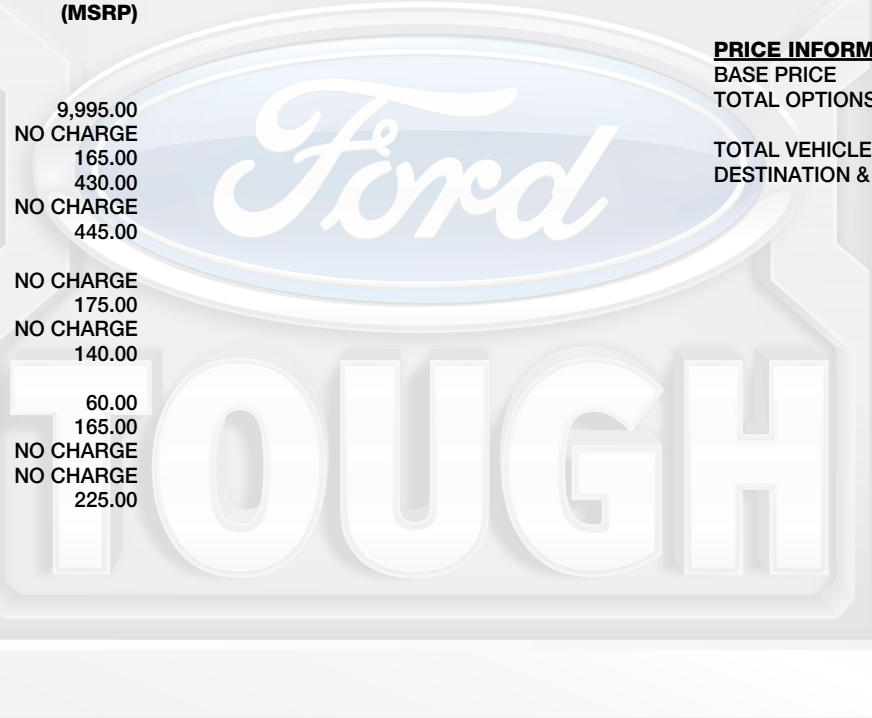 (MSRP)
9,995.00
NO CHARGE
165.00
430.00
NO CHARGE
445.00
NO CHARGE
175.00
NO CHARGE
140.00
60.00
165.00
NO CHARGE
NO CHARGE
225.00
PRICE INFORM
BASE PRICE
TOTAL OPTIONS
TOTAL VEHICLE
DESTINATION &
Ford
TOUGH